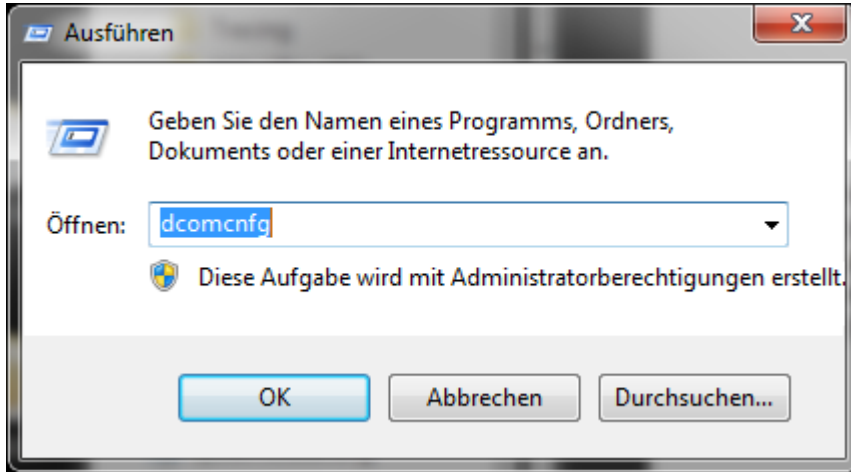 Ausführen
Geben Sie den Namen eines Programms, Ordners,
Dokuments oder einer Internetressource an.
Öffnen: dcomcnfg
Diese Aufgabe wird mit Administratorberechtigungen erstellt.
OK Abbrechen Durchsuchen...